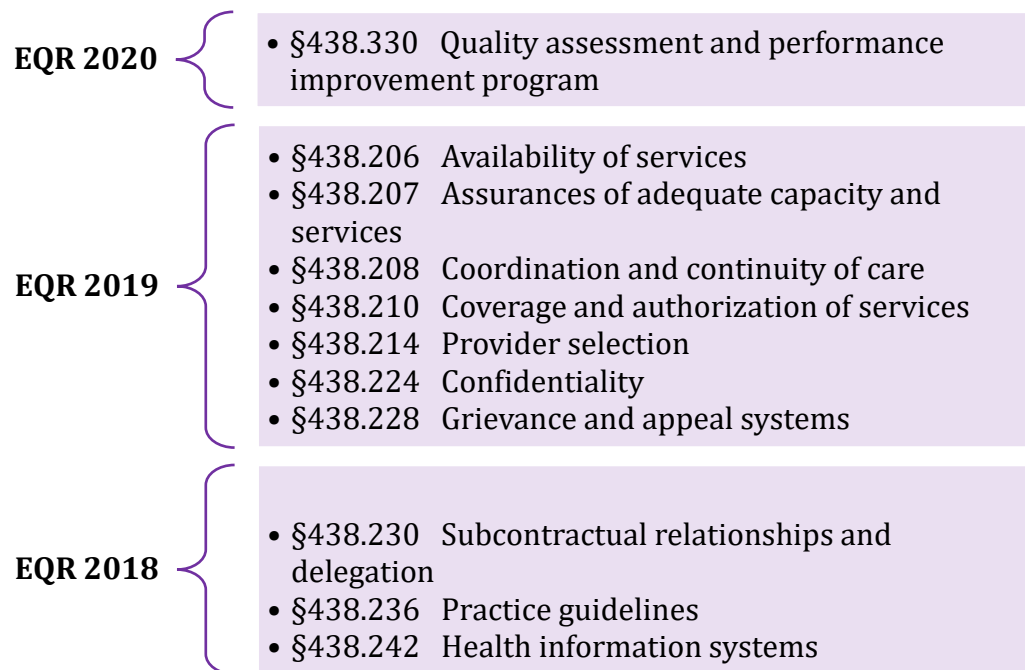 EQR 2020
• §438.330 Quality assessment and performance
improvement program
EQR 2019
• §438.206 Availability of services
• §438.207 Assurances of adequate capacity and
services
• §438.208 Coordination and continuity of care
• §438.210 Coverage and authorization of services
• §438.214 Provider selection
• §438.224 Confidentiality
• §438.228 Grievance and appeal systems
EQR 2018
• §438.230 Subcontractual relationships and
delegation
• §438.236 Practice guidelines
• §438.242 Health information systems